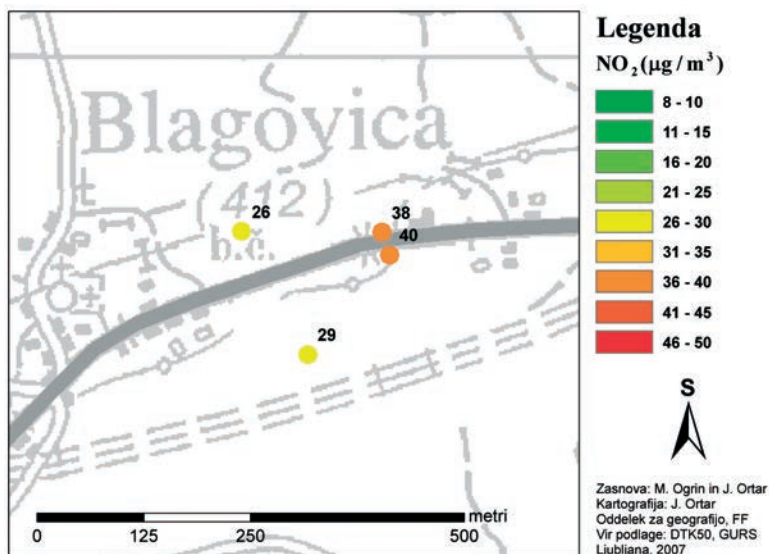 Blagovica
(412)
b.č.
26
38
40
29
metri
0 125 250 500
Legenda
NO₂ (µg / m³)
8 - 10
11 - 15
16 - 20
21 - 25
26 - 30
31 - 35
36 - 40
41 - 45
46 - 50
S
Zasnova: M. Ogrin in J. Ortar
Kartografija: J. Ortar
Oddelek za geografijo, FF
Vir podlage: DTK50, GURS
Ljubljana, 2007